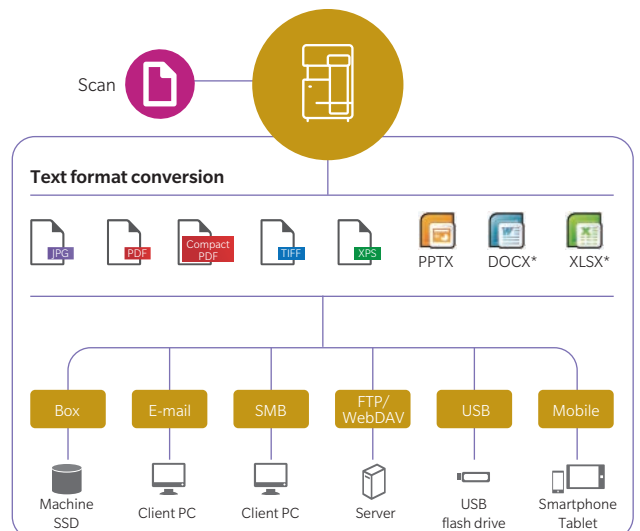 Scan
Text format conversion
JPG
PDF
Compact
PDF
TIFF
XPS
PPTX
DOCX*
XLSX*
Box
E-mail
SMB
FTP/
WebDAV
USB
Mobile
Machine
SSD
Client PC
Client PC
Server
USB
flash drive
Smartphone
Tablet